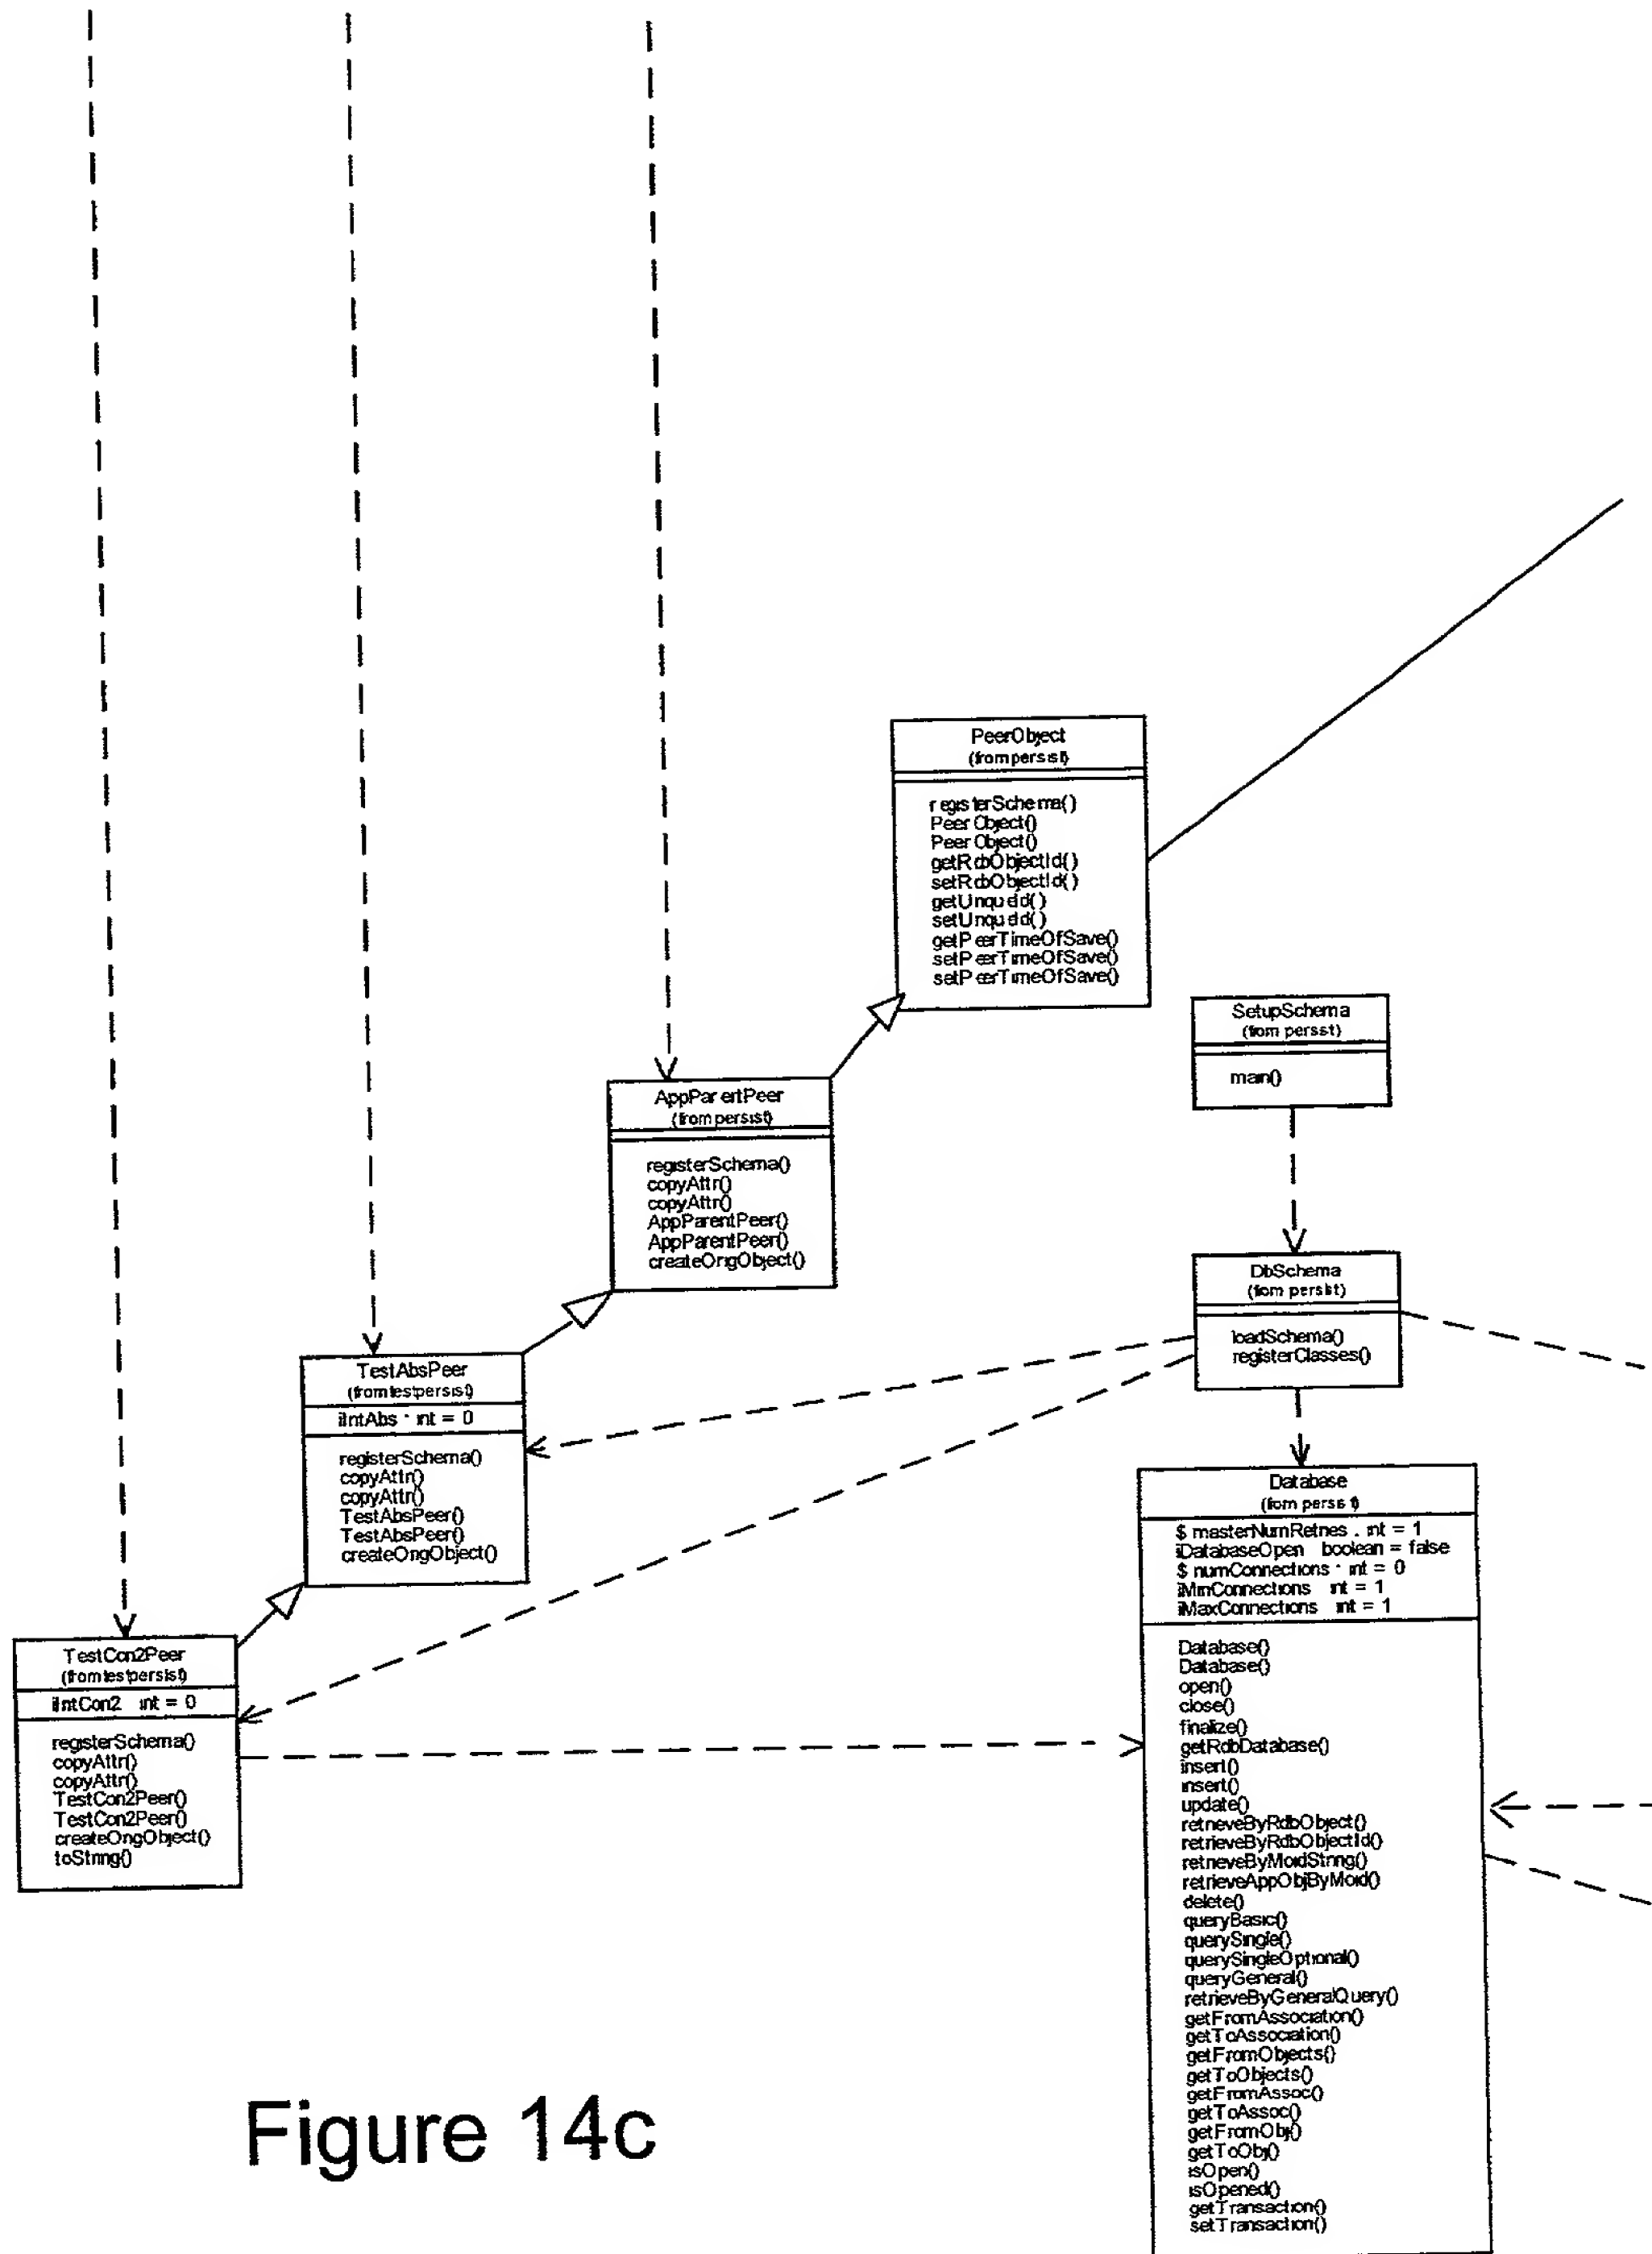 PeerObject
(from persist)
registerSchema()
PeerObject()
PeerObject()
getRdbObjectId()
setRdbObjectId()
getUniqueId()
setUniqueId()
getPeerTimeOfSave()
setPeerTimeOfSave()
setPeerTimeOfSave()
SetupSchema
(from persist)
main()
AppParentPeer
(from persist)
registerSchema()
copyAttr()
copyAttr()
AppParentPeer()
AppParentPeer()
createOrigObject()
DbSchema
(from persist)
loadSchema()
registerClasses()
TestAbsPeer
(from testpersist)
iIntAbs : int = 0
registerSchema()
copyAttr()
copyAttr()
TestAbsPeer()
TestAbsPeer()
createOrigObject()
Database
(from persist)
$ masterNumRetries : int = 1
iDatabaseOpen : boolean = false
$ numConnections : int = 0
iMinConnections : int = 1
iMaxConnections : int = 1
Database()
Database()
open()
close()
finalize()
getRdbDatabase()
insert()
insert()
update()
retrieveByRdbObject()
retrieveByRdbObjectId()
retrieveByMoidString()
retrieveAppObjByMoid()
delete()
queryBasic()
querySingle()
querySingleOptional()
queryGeneral()
retrieveByGeneralQuery()
getFromAssociation()
getToAssociation()
getFromObjects()
getToObjects()
getFromAssoc()
getToAssoc()
getFromObj()
getToObj()
isOpen()
isOpened()
getTransaction()
setTransaction()
TestCon2Peer
(from testpersist)
iIntCon2 : int = 0
registerSchema()
copyAttr()
copyAttr()
TestCon2Peer()
TestCon2Peer()
createOrigObject()
toString()
Figure 14c